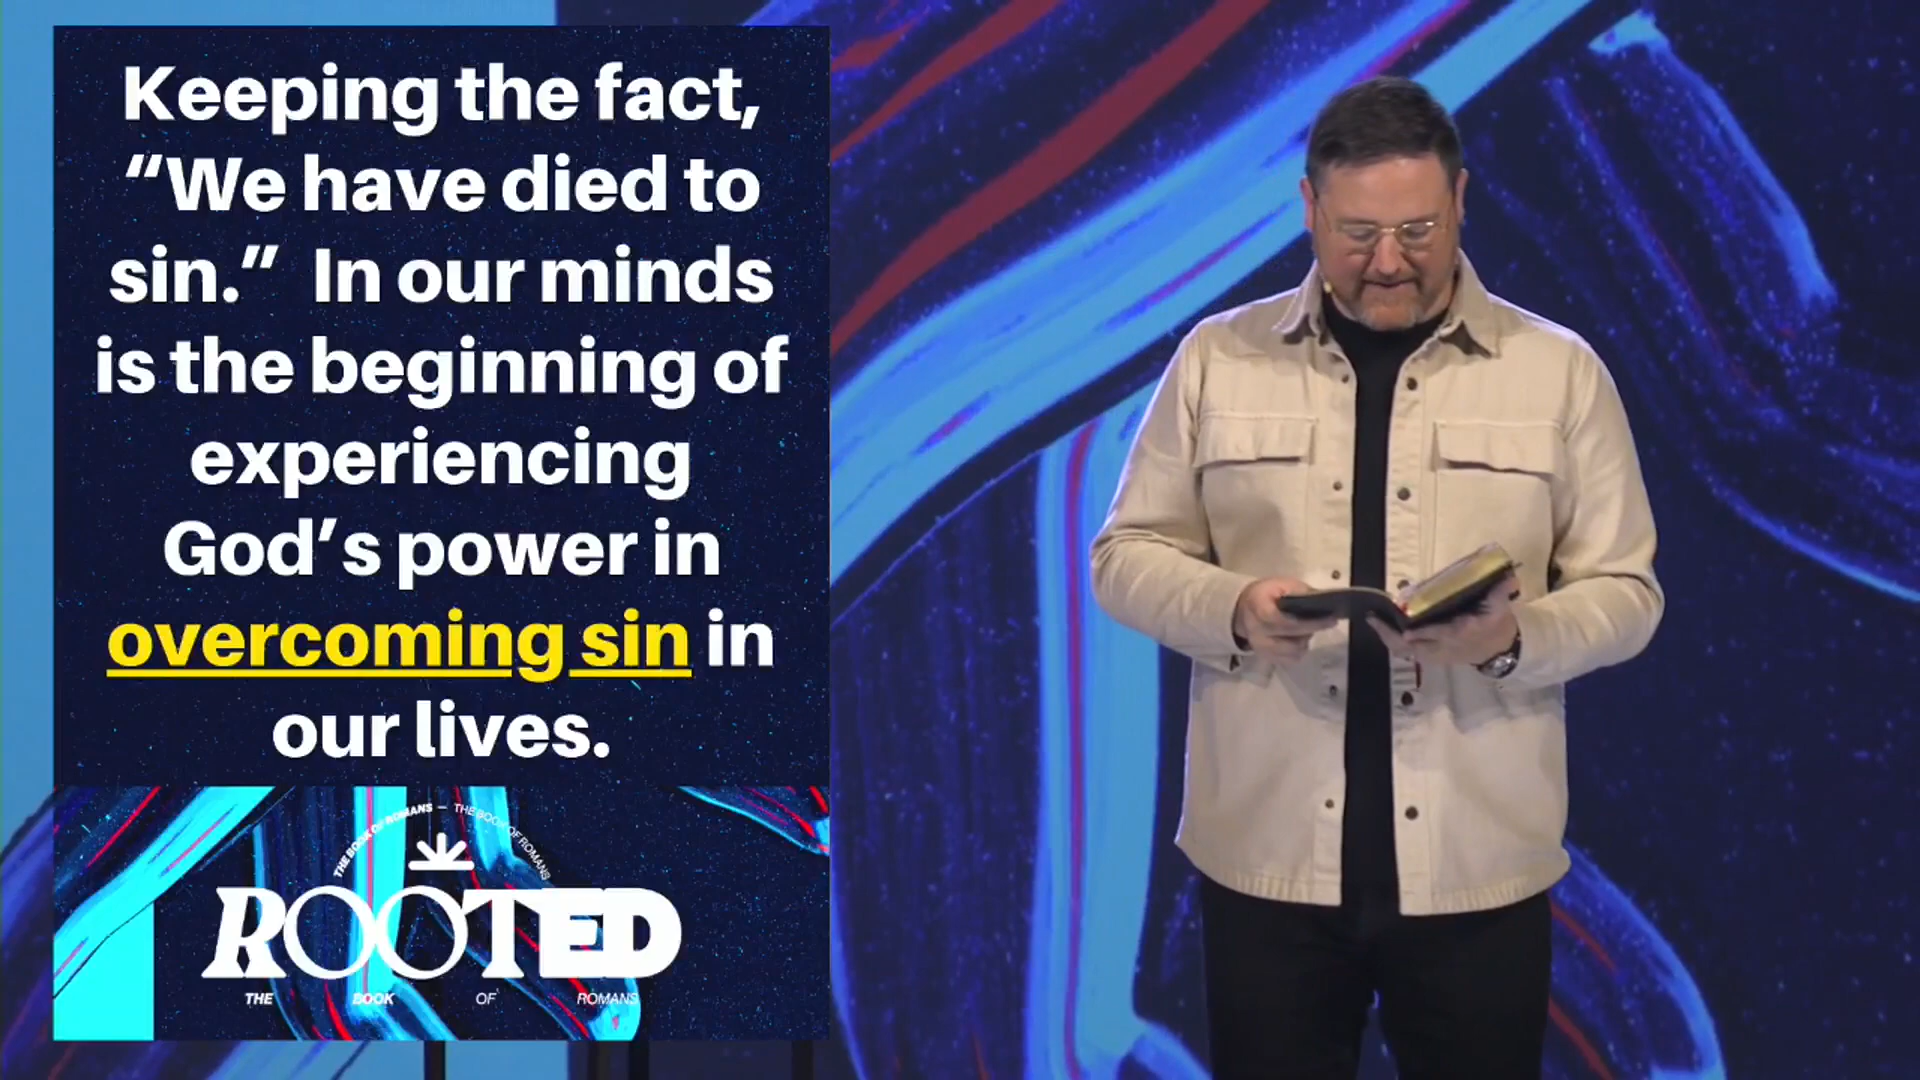 Keeping the fact,
“We have died to
sin.” In our minds
is the beginning of
experiencing
God’s power in
overcoming sin in
our lives.
THE BOOK OF ROMANS — THE BOOK OF ROMANS
ROOTED
THE BOOK OF ROMANS